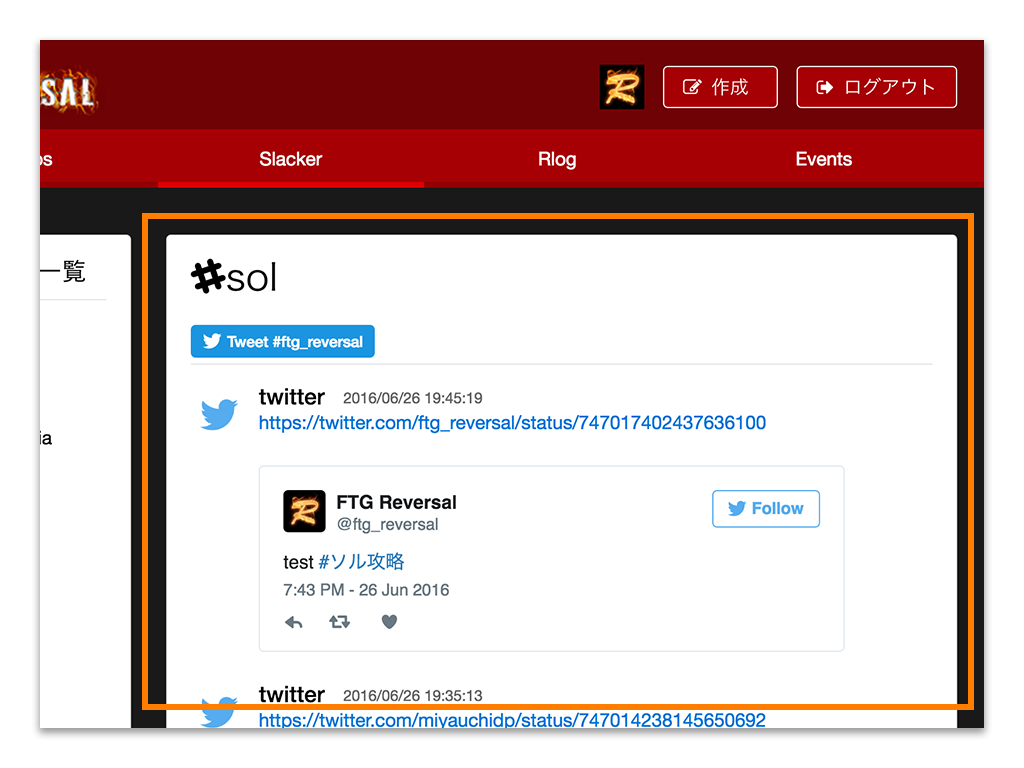 SAL
作成
ログアウト
Slacker
Rlog
Events
一覧
#sol
Tweet #ftg_reversal
twitter 2016/06/26 19:45:19
https://twitter.com/ftg_reversal/status/747017402437636100
ia
FTG Reversal
@ftg_reversal
Follow
test #ソル攻略
7:43 PM - 26 Jun 2016
twitter 2016/06/26 19:35:13
https://twitter.com/miyauchidp/status/747014238145650692